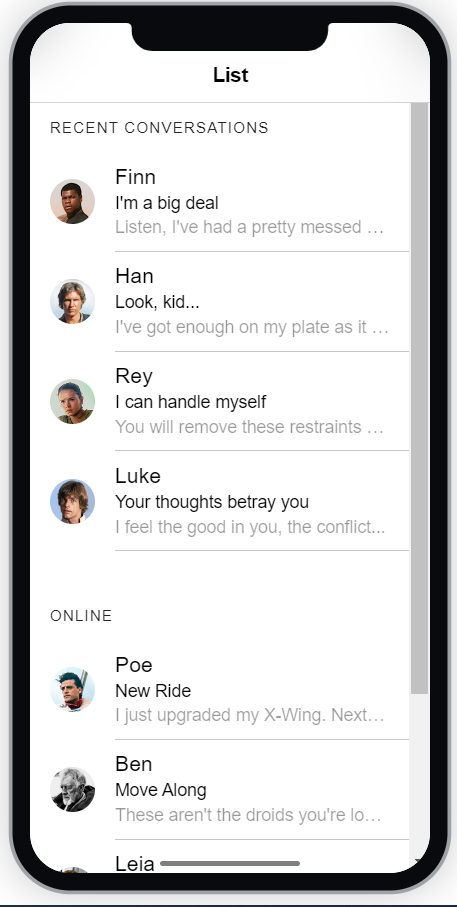 List
RECENT CONVERSATIONS
Finn
I'm a big deal
Listen, I've had a pretty messed …
Han
Look, kid...
I've got enough on my plate as it …
Rey
I can handle myself
You will remove these restraints …
Luke
Your thoughts betray you
I feel the good in you, the conflict...
ONLINE
Poe
New Ride
I just upgraded my X-Wing. Next…
Ben
Move Along
These aren't the droids you're lo…
Leia